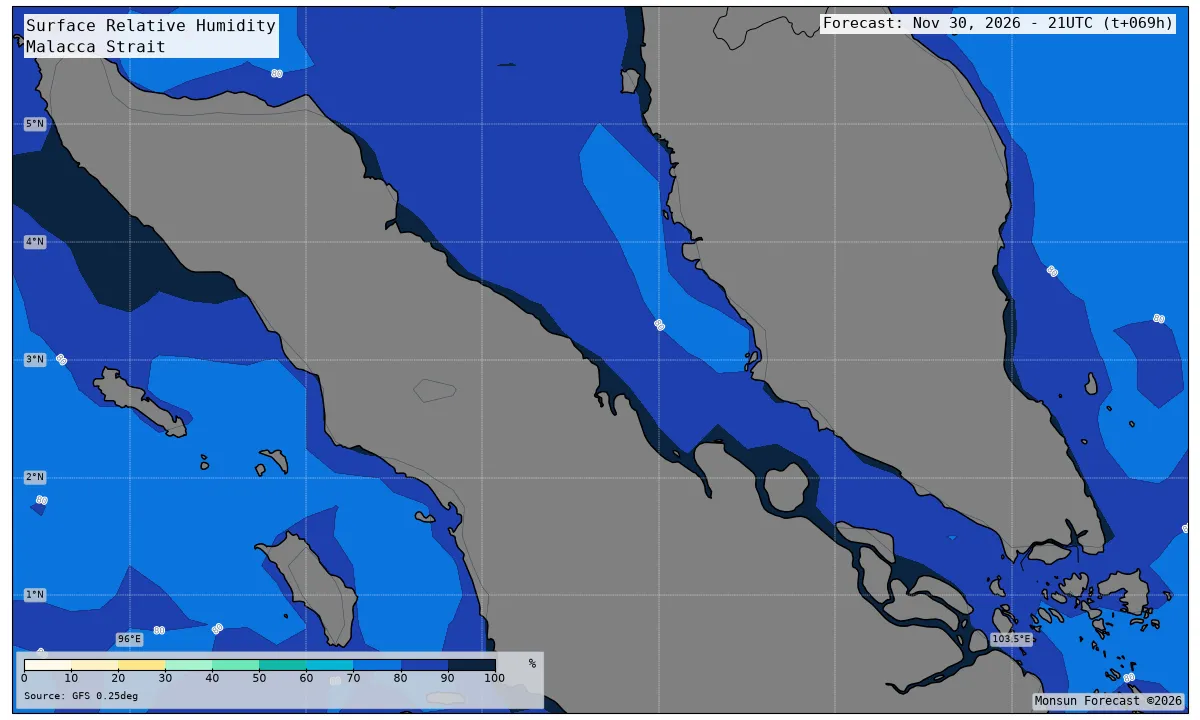 Surface Relative Humidity
Malacca Strait
Forecast: Nov 30, 2026 - 21UTC (t+069h)
80
5°N
4°N
80
80
80
3°N
80
2°N
80
1°N
96°E
80
103.5°E
%
0 10 20 30 40 50 60 70 80 90 100
80
Source: GFS 0.25deg
Monsun Forecast ©2026